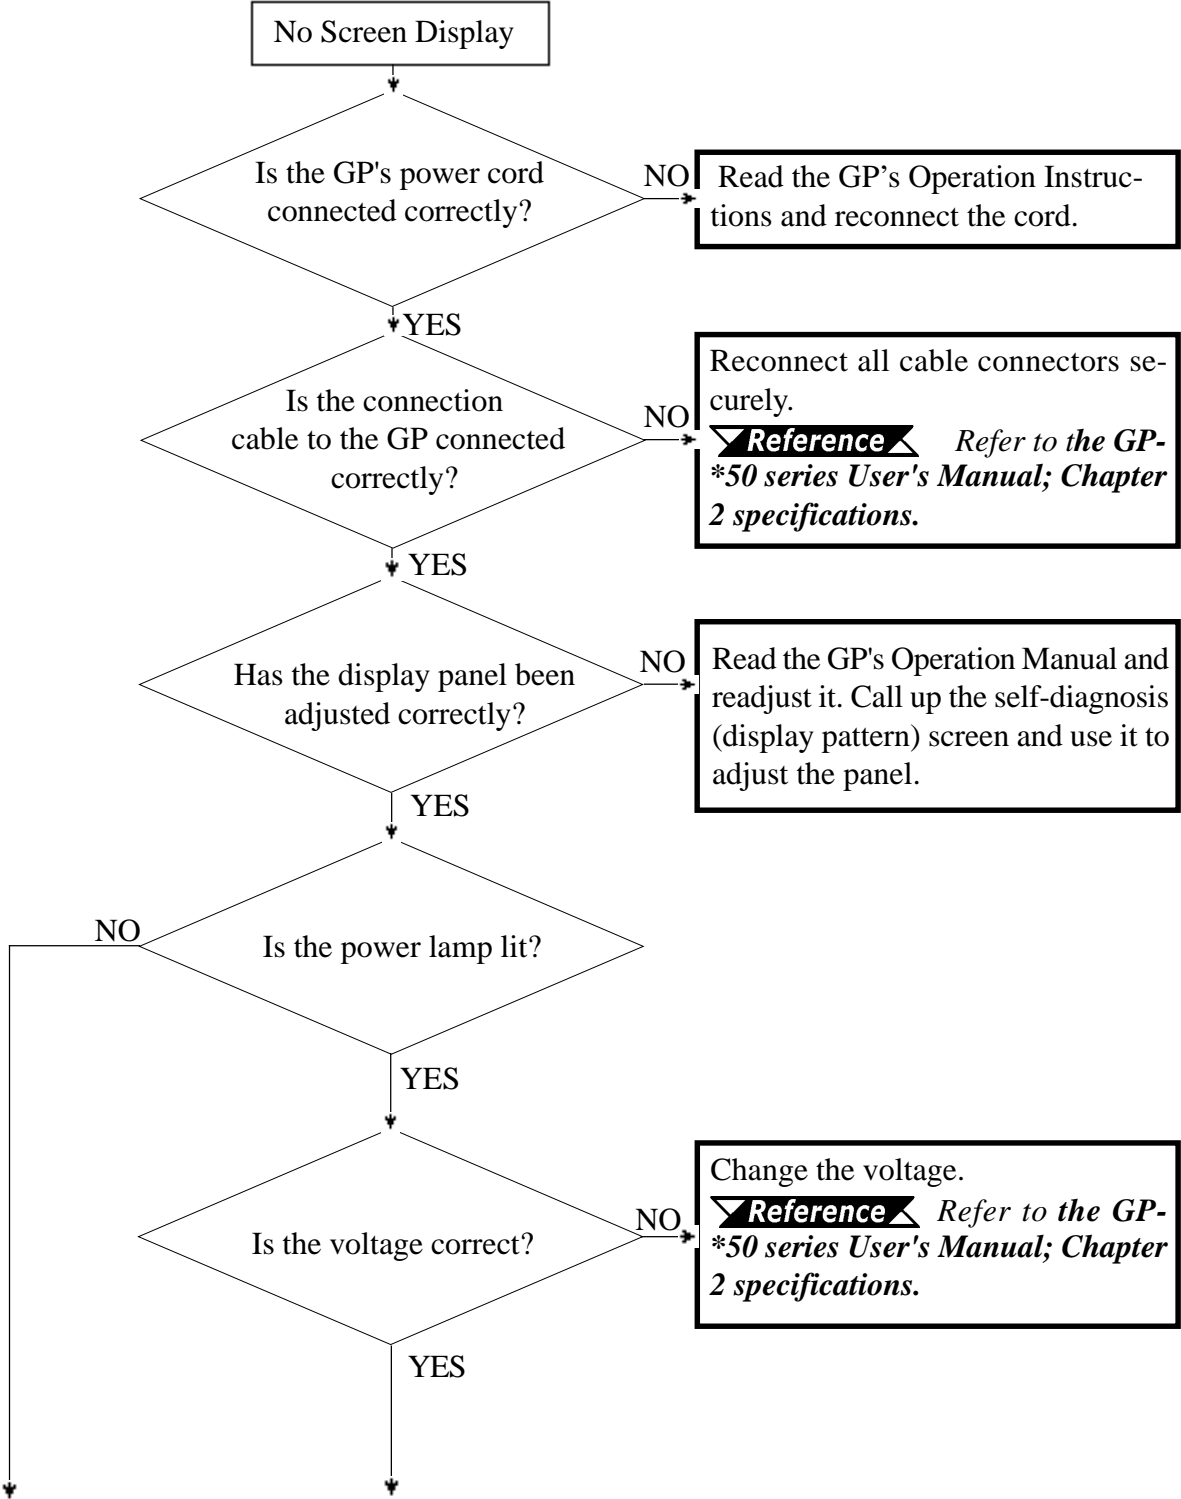 No Screen Display
Is the GP's power cord
connected correctly?
NO
Read the GP’s Operation Instruc-
tions and reconnect the cord.
YES
Is the connection
cable to the GP connected
correctly?
NO
Reconnect all cable connectors se-
curely.
Reference Refer to the GP-
*50 series User's Manual; Chapter
2 specifications.
YES
Has the display panel been
adjusted correctly?
NO
Read the GP's Operation Manual and
readjust it. Call up the self-diagnosis
(display pattern) screen and use it to
adjust the panel.
YES
NO
Is the power lamp lit?
YES
Is the voltage correct?
NO
Change the voltage.
Reference Refer to the GP-
*50 series User's Manual; Chapter
2 specifications.
YES